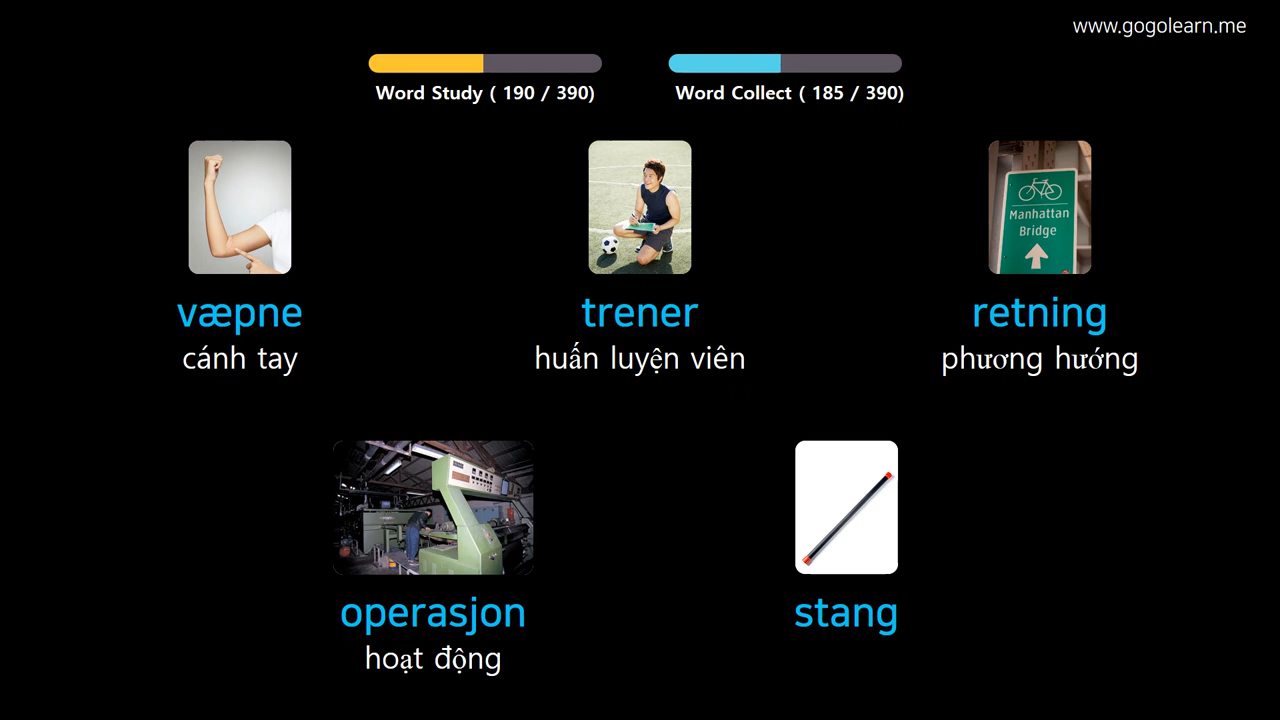 www.gogolearn.me
Word Study ( 190 / 390)
Word Collect ( 185 / 390)
Manhattan
Bridge
væpne
trener
retning
cánh tay
huấn luyện viên
phương hướng
operasjon
stang
hoạt động